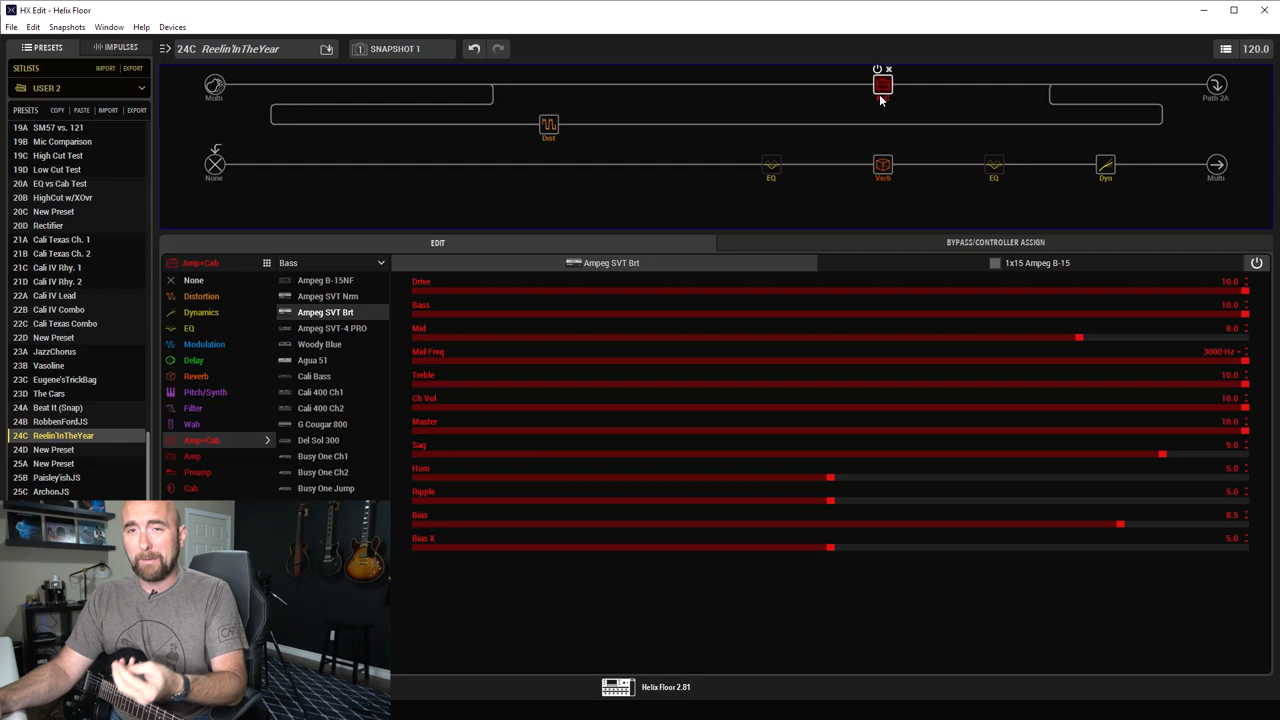 HX Edit - Helix Floor
File Edit Snapshots Window Help Devices
PRESETS IMPULSES
24C Reelin'InTheYear
1 SNAPSHOT 1
120.0
SETLISTS IMPORT EXPORT
USER 2
PRESETS COPY PASTE IMPORT EXPORT
19A SM57 vs. 121
19B Mic Comparison
19C High Cut Test
19D Low Cut Test
20A EQ vs Cab Test
20B HighCut w/XOvr
20C New Preset
20D Rectifier
21A Cali Texas Ch. 1
21B Cali Texas Ch. 2
21C Cali IV Rhy. 1
21D Cali IV Rhy. 2
22A Cali IV Lead
22B Cali IV Combo
22C Cali Texas Combo
22D New Preset
23A JazzChorus
23B Vasoline
23C Eugene'sTrickBag
23D The Cars
24A Beat It (Snap)
24B RobbenFordJS
24C Reelin'InTheYear
24D New Preset
25A New Preset
25B Paisley'ishJS
25C ArchonJS
Multi
Path 2A
Dist
None
EQ
Verb
EQ
Dyn
Multi
EDIT
BYPASS/CONTROLLER ASSIGN
Amp+Cab
None
Distortion
Dynamics
EQ
Modulation
Delay
Reverb
Pitch/Synth
Filter
Wah
Amp+Cab
Amp
Preamp
Cab
Bass
Ampeg B-15NF
Ampeg SVT Nrm
Ampeg SVT Brt
Ampeg SVT-4 PRO
Woody Blue
Agua 51
Cali Bass
Cali 400 Ch1
Cali 400 Ch2
G Cougar 800
Del Sol 300
Busy One Ch1
Busy One Ch2
Busy One Jump
Ampeg SVT Brt
1x15 Ampeg B-15
Drive 10.0
Bass 10.0
Mid 8.0
Mid Freq 3000 Hz
Treble 10.0
Ch Vol 10.0
Master 10.0
Sag 9.0
Hum 5.0
Ripple 5.0
Bias 8.5
Bias X 5.0
Helix Floor 2.81